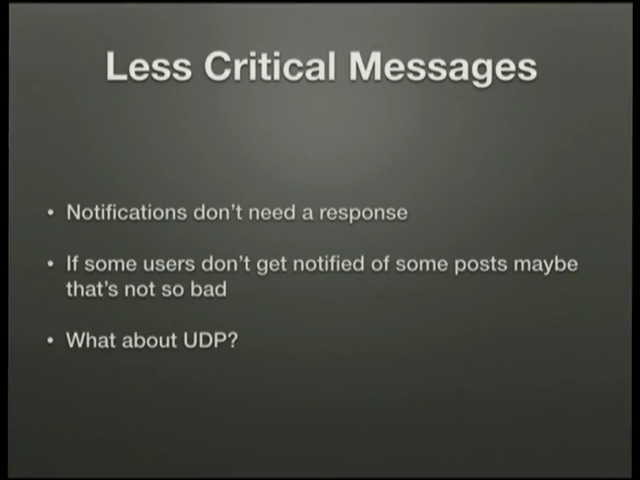 Less Critical Messages
• Notifications don't need a response
• If some users don't get notified of some posts maybe
that's not so bad
• What about UDP?